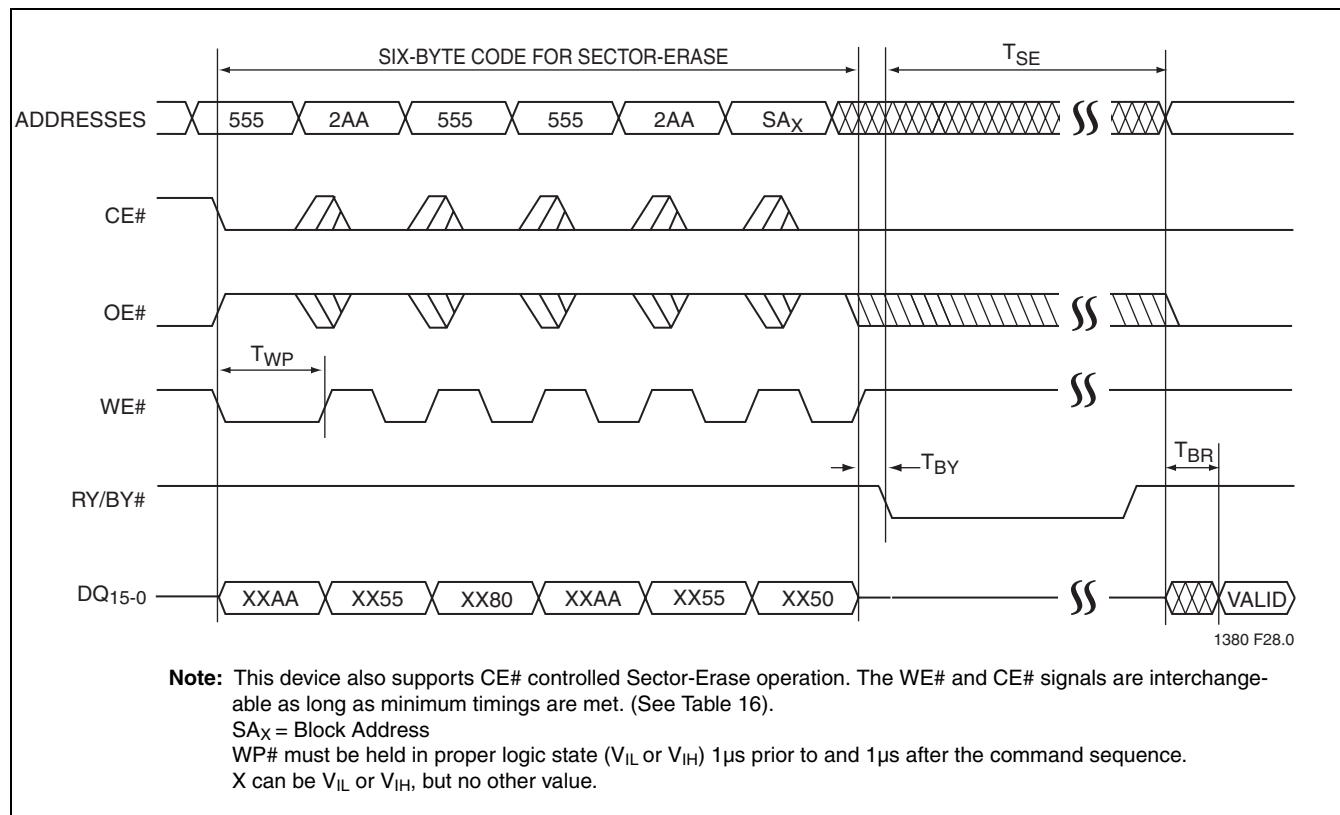 SIX-BYTE CODE FOR SECTOR-ERASE
TSE
ADDRESSES
555
2AA
555
555
2AA
SAX
CE#
OE#
TWP
WE#
TBY
TBR
RY/BY#
DQ15-0
XXAA
XX55
XX80
XXAA
XX55
XX50
VALID
1380 F28.0
Note: This device also supports CE# controlled Sector-Erase operation. The WE# and CE# signals are interchange-
able as long as minimum timings are met. (See Table 16).
SAX = Block Address
WP# must be held in proper logic state (VIL or VIH) 1µs prior to and 1µs after the command sequence.
X can be VIL or VIH, but no other value.